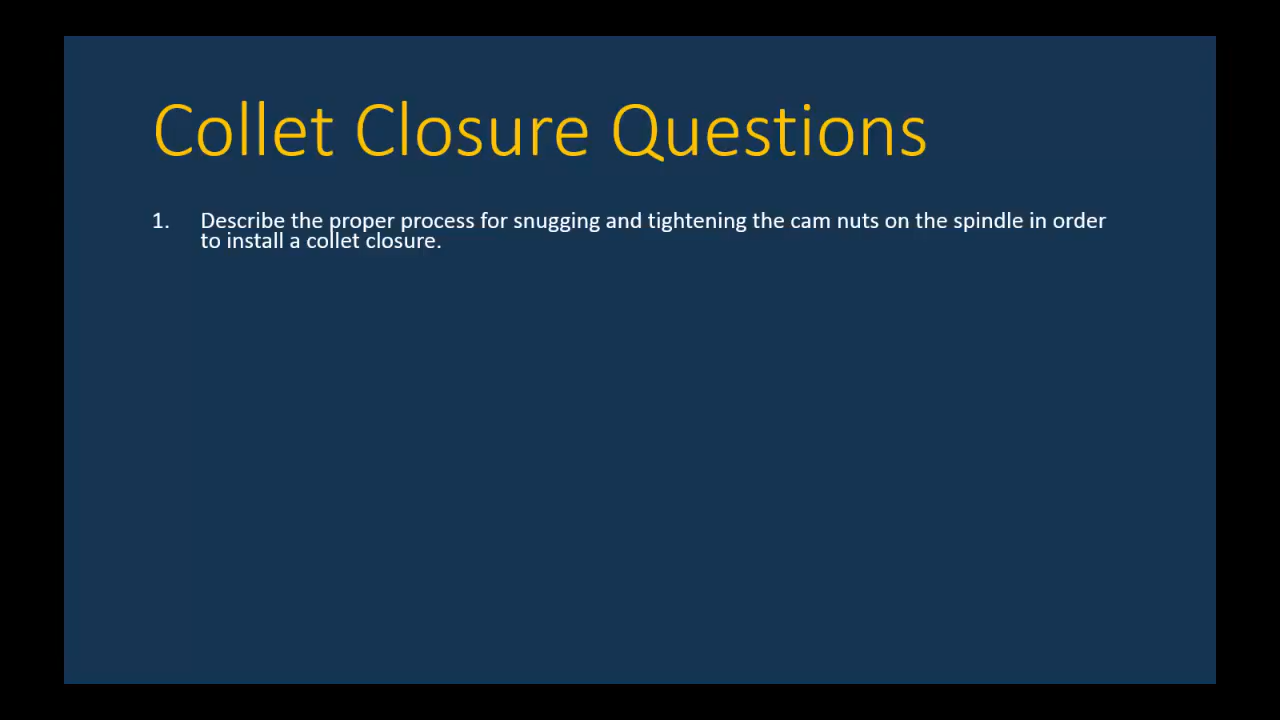 Collet Closure Questions
1. Describe the proper process for snugging and tightening the cam nuts on the spindle in order
to install a collet closure.